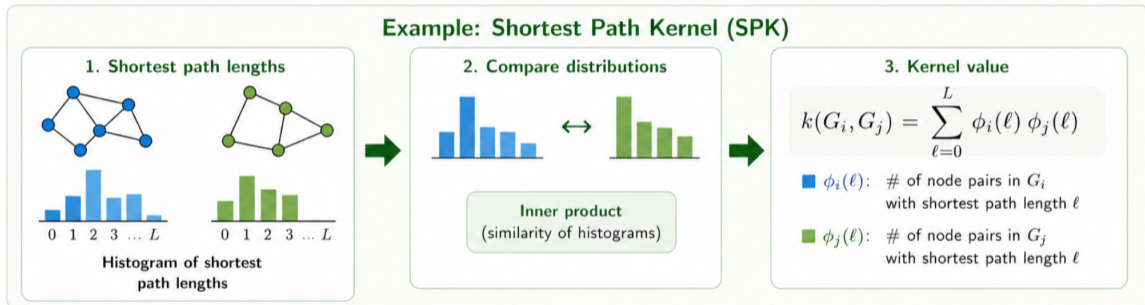 Example: Shortest Path Kernel (SPK)
1. Shortest path lengths
0 1 2 3 ... L
0 1 2 3 ... L
Histogram of shortest
path lengths
2. Compare distributions
↔
Inner product
(similarity of histograms)
3. Kernel value
k(G_i, G_j) = ∑_{ℓ=0}^{L} ϕ_i(ℓ) ϕ_j(ℓ)
ϕ_i(ℓ): # of node pairs in G_i
with shortest path length ℓ
ϕ_j(ℓ): # of node pairs in G_j
with shortest path length ℓ